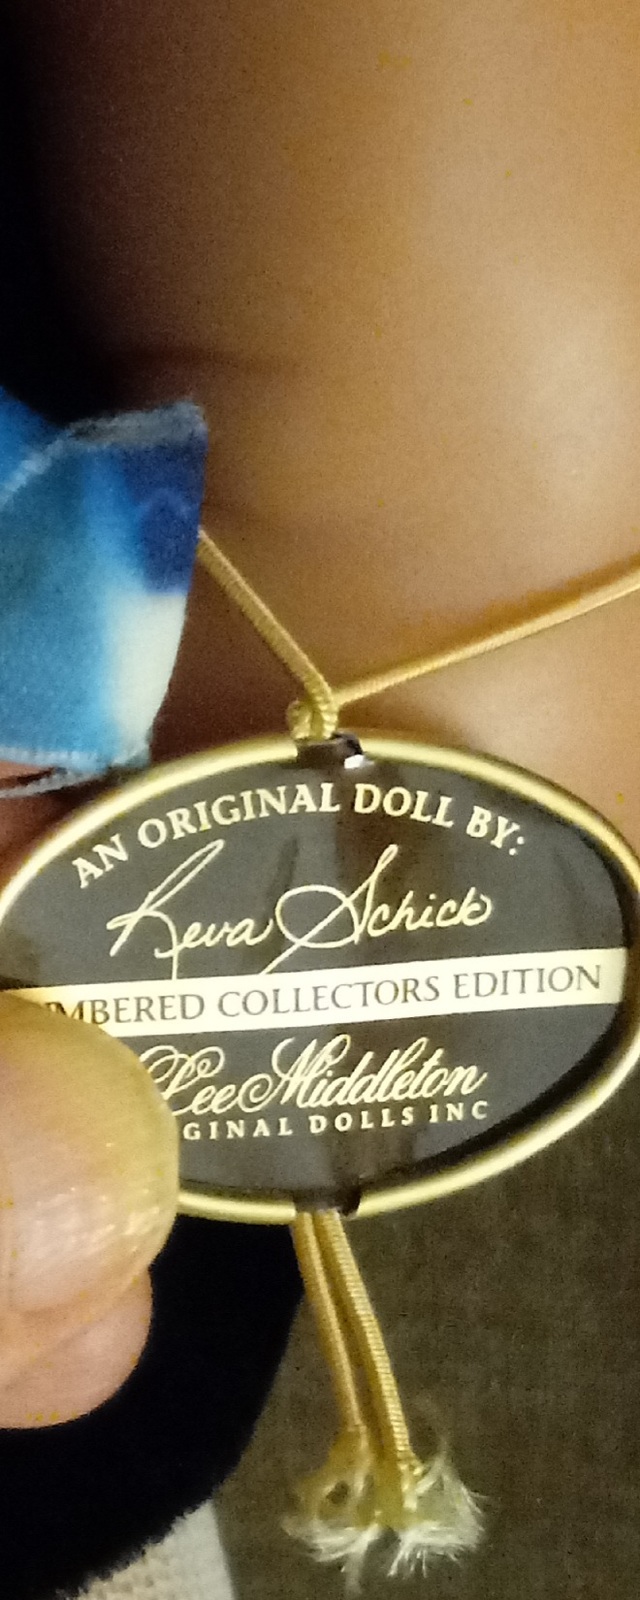 AN ORIGINAL DOLL BY:
Reva Schick
MBERED COLLECTORS EDITION
Lee Middleton
GINAL DOLLS INC